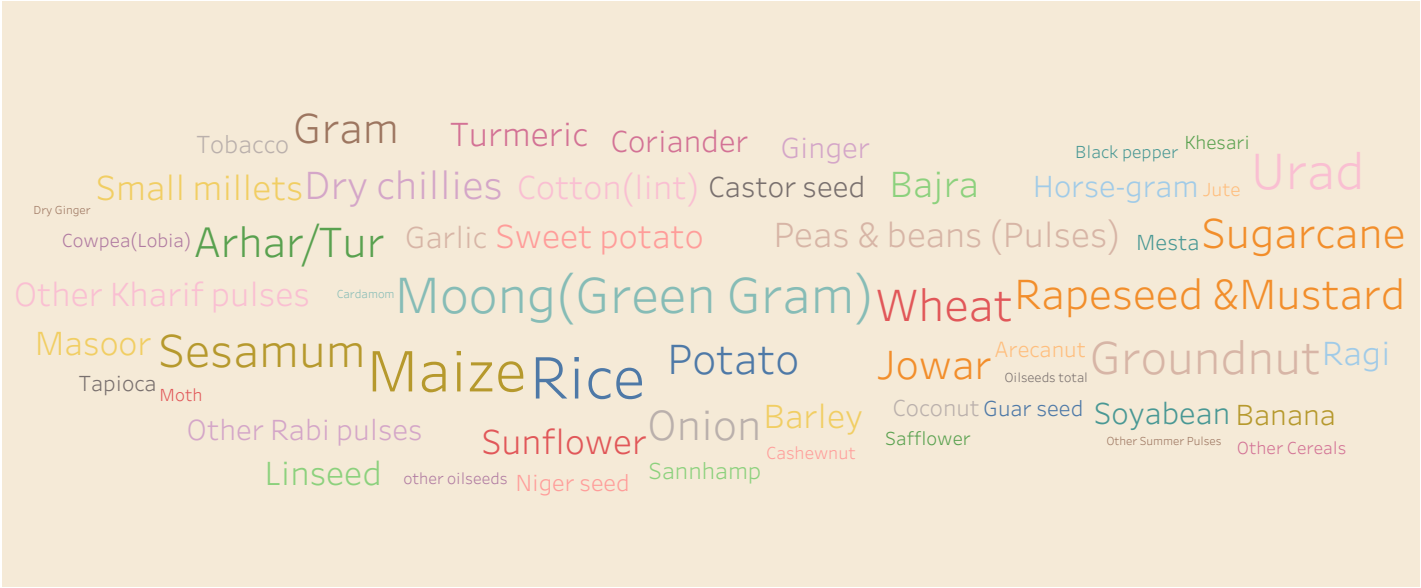 Tobacco Gram Turmeric Coriander Ginger Black pepper Khesari
Small millets Dry chillies Cotton(lint) Castor seed Bajra Horse-gram Jute Urad
Dry Ginger
Cowpea(Lobia) Arhar/Tur Garlic Sweet potato Peas & beans (Pulses) Mesta Sugarcane
Other Kharif pulses Cardamom Moong(Green Gram) Wheat Rapeseed &Mustard
Masoor Sesamum Maize Rice Potato Jowar Arecanut Groundnut Ragi
Tapioca Moth Oilseeds total
Other Rabi pulses Sunflower Onion Barley Coconut Guar seed Soyabean Banana
Cashewnut Safflower Other Summer Pulses Other Cereals
Linseed other oilseeds Niger seed Sannhamp